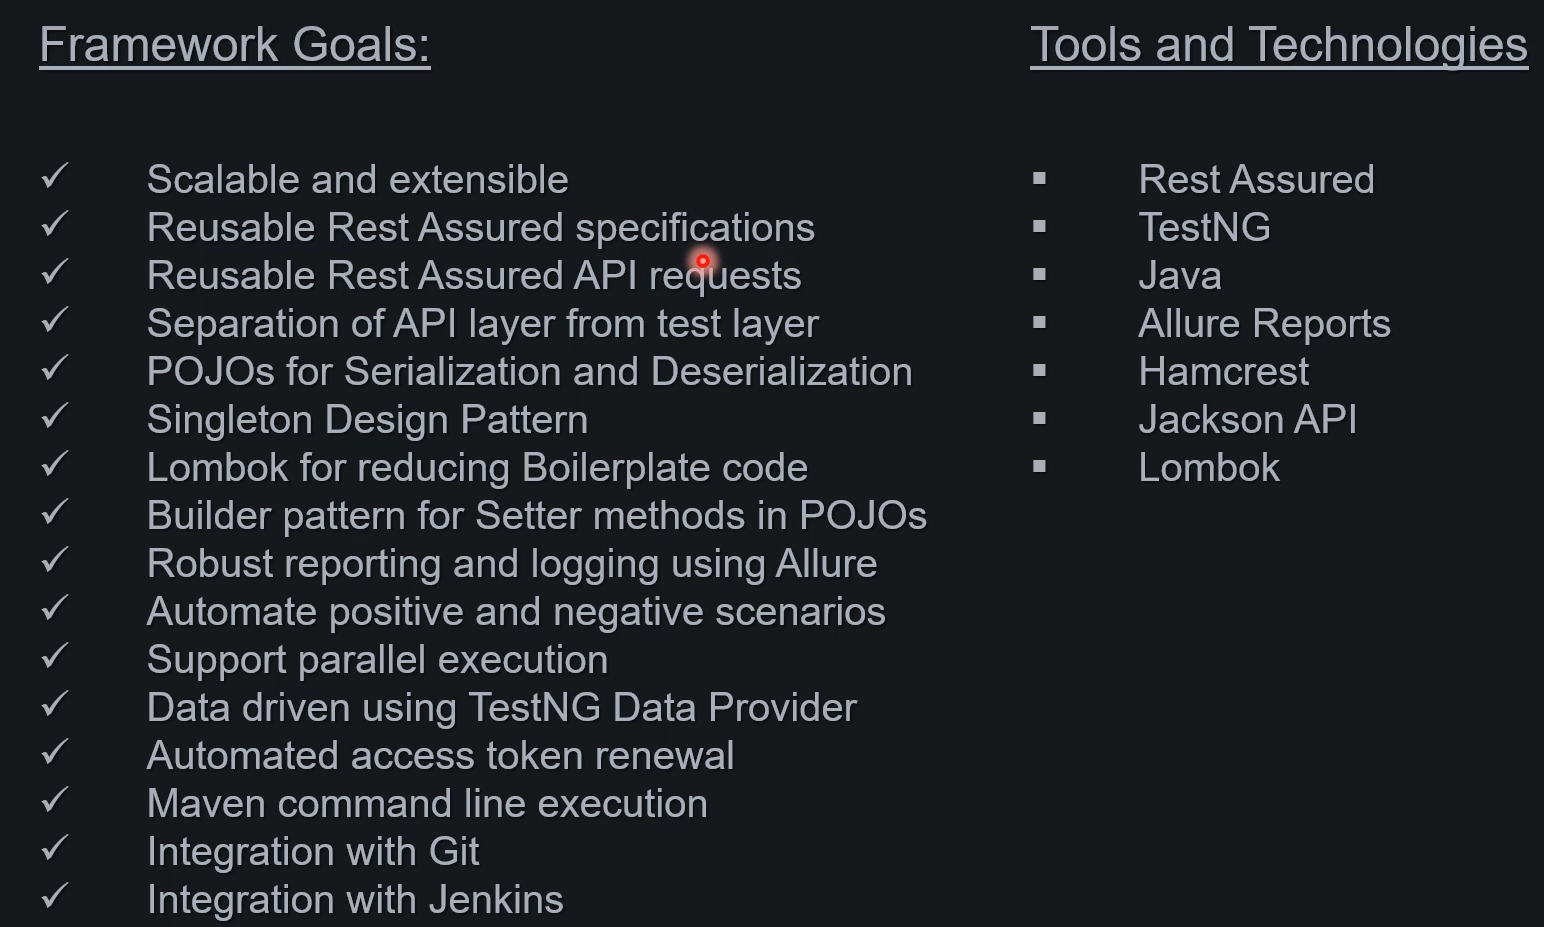 Framework Goals:
✓ Scalable and extensible
✓ Reusable Rest Assured specifications
✓ Reusable Rest Assured API requests
✓ Separation of API layer from test layer
✓ POJOs for Serialization and Deserialization
✓ Singleton Design Pattern
✓ Lombok for reducing Boilerplate code
✓ Builder pattern for Setter methods in POJOs
✓ Robust reporting and logging using Allure
✓ Automate positive and negative scenarios
✓ Support parallel execution
✓ Data driven using TestNG Data Provider
✓ Automated access token renewal
✓ Maven command line execution
✓ Integration with Git
✓ Integration with Jenkins
Tools and Technologies
▪ Rest Assured
▪ TestNG
▪ Java
▪ Allure Reports
▪ Hamcrest
▪ Jackson API
▪ Lombok